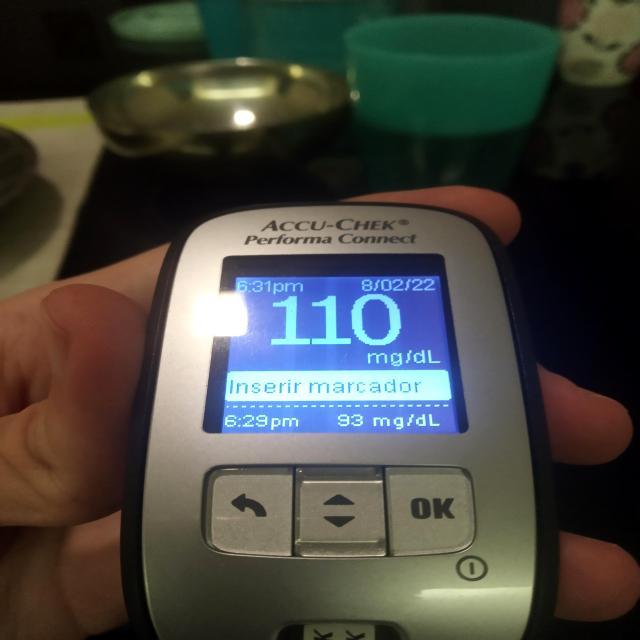 ACCU-CHEK®
Performa Connect
6:31pm 8/02/22
110
mg/dL
Inserir marcador
6:29pm 93 mg/dL
OK